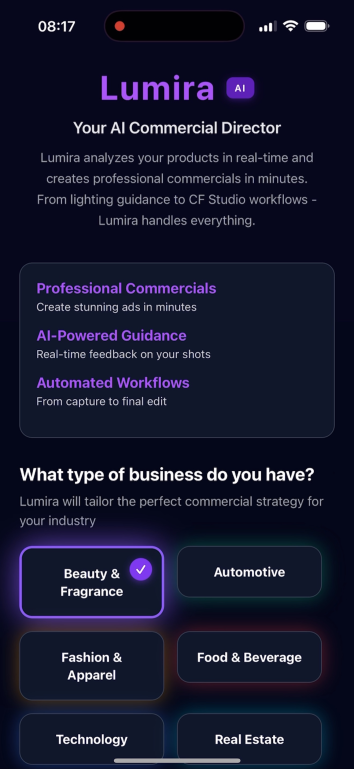 08:17
Lumira AI
Your AI Commercial Director
Lumira analyzes your products in real-time and
creates professional commercials in minutes.
From lighting guidance to CF Studio workflows -
Lumira handles everything.
Professional Commercials
Create stunning ads in minutes
AI-Powered Guidance
Real-time feedback on your shots
Automated Workflows
From capture to final edit
What type of business do you have?
Lumira will tailor the perfect commercial strategy for
your industry
Beauty &
Fragrance
Automotive
Fashion &
Apparel
Food & Beverage
Technology
Real Estate